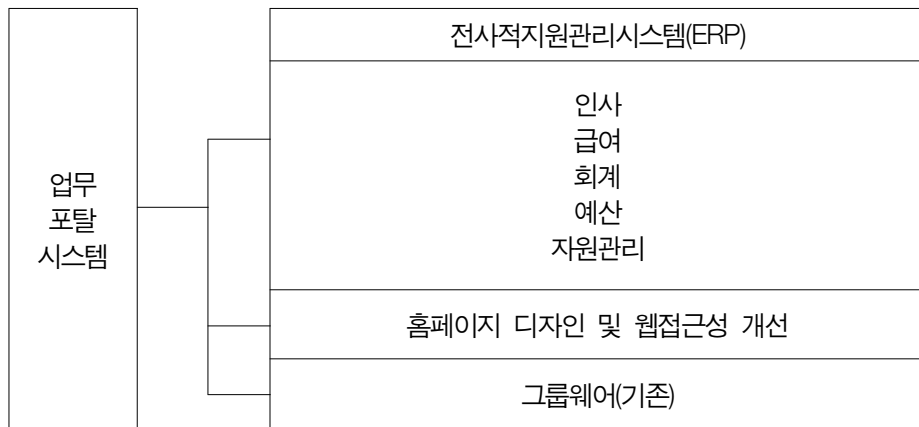 전사적지원관리시스템(ERP)
인사
급여
회계
예산
자원관리
업무
포탈
시스템
홈페이지 디자인 및 웹접근성 개선
그룹웨어(기존)